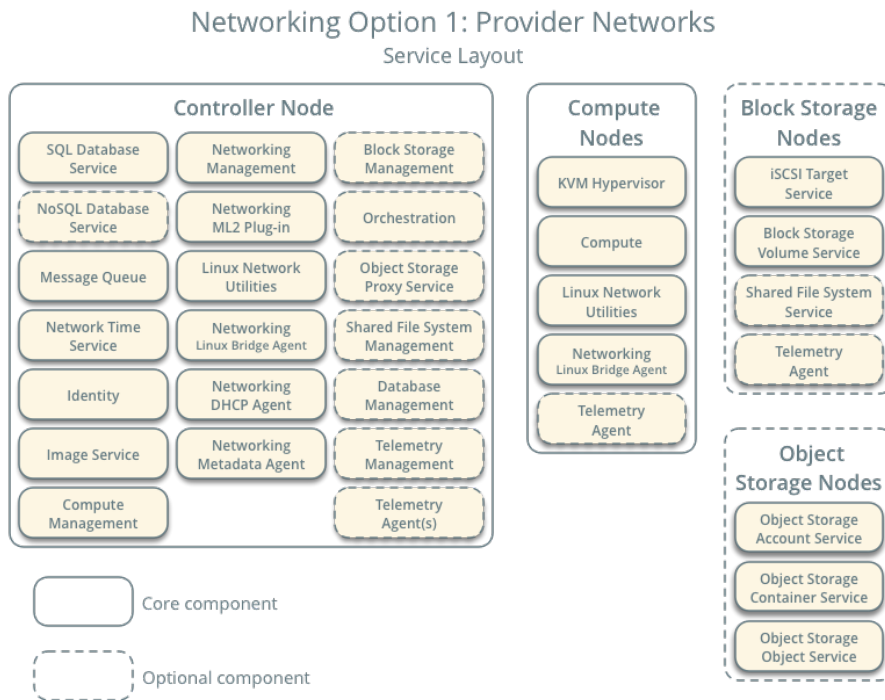 Networking Option 1: Provider Networks
Service Layout
Controller Node
SQL Database
Service
Networking
Management
Block Storage
Management
NoSQL Database
Service
Networking
ML2 Plug-in
Orchestration
Message Queue
Linux Network
Utilities
Object Storage
Proxy Service
Network Time
Service
Networking
Linux Bridge Agent
Shared File System
Management
Identity
Networking
DHCP Agent
Database
Management
Image Service
Networking
Metadata Agent
Telemetry
Management
Compute
Management
Telemetry
Agent(s)
Compute
Nodes
KVM Hypervisor
Compute
Linux Network
Utilities
Networking
Linux Bridge Agent
Telemetry
Agent
Block Storage
Nodes
iSCSI Target
Service
Block Storage
Volume Service
Shared File System
Service
Telemetry
Agent
Object
Storage Nodes
Object Storage
Account Service
Object Storage
Container Service
Object Storage
Object Service
Core component
Optional component